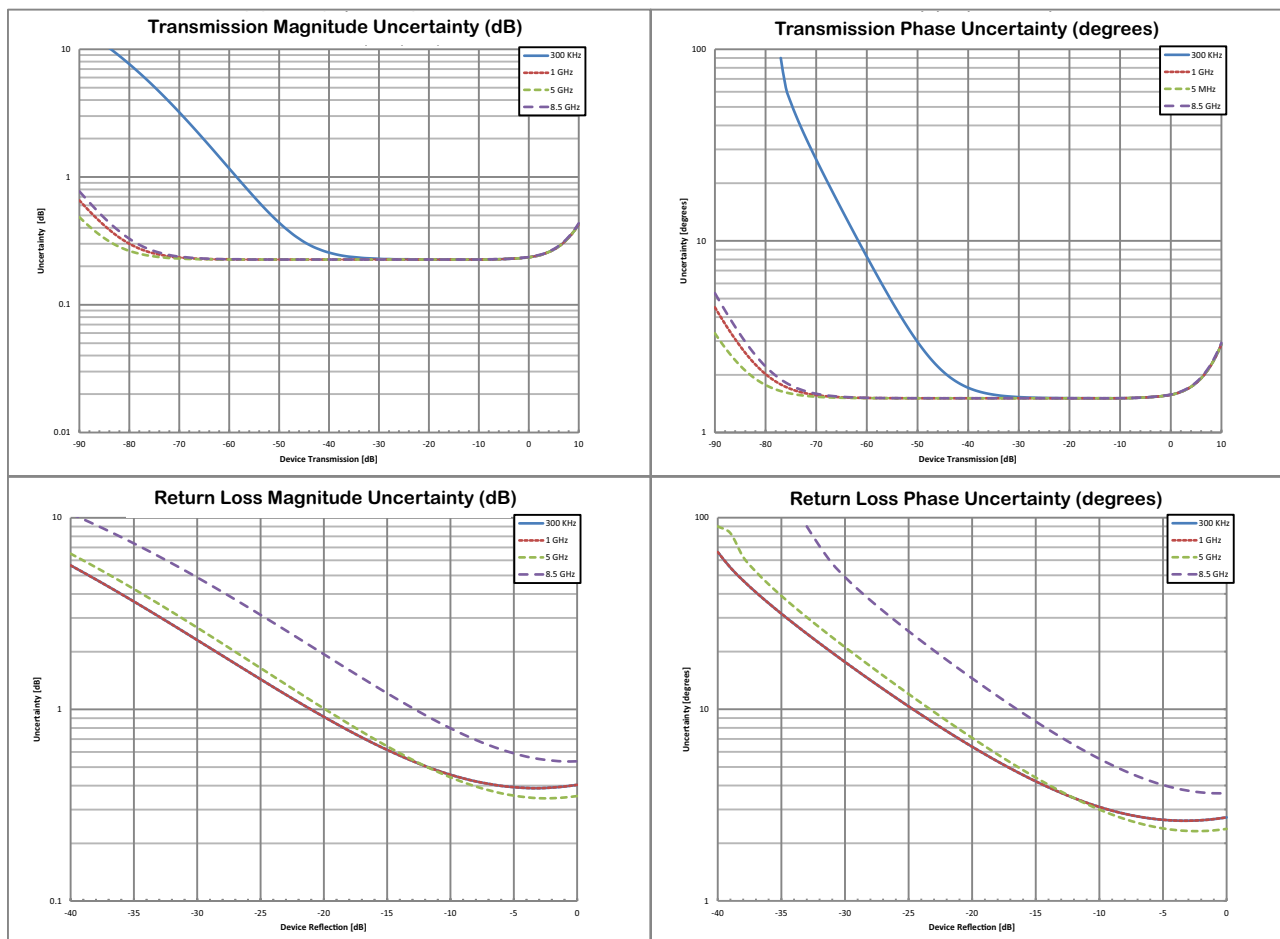 Transmission Magnitude Uncertainty (dB)
10
1
0.1
0.01
Uncertainty [dB]
-90 -80 -70 -60 -50 -40 -30 -20 -10 0 10
Device Transmission [dB]
300 KHz
1 GHz
5 GHz
8.5 GHz
Transmission Phase Uncertainty (degrees)
100
10
1
Uncertainty [degrees]
-90 -80 -70 -60 -50 -40 -30 -20 -10 0 10
Device Transmission [dB]
300 KHz
1 GHz
5 MHz
8.5 GHz
Return Loss Magnitude Uncertainty (dB)
10
1
0.1
Uncertainty [dB]
-40 -35 -30 -25 -20 -15 -10 -5 0
Device Reflection [dB]
300 KHz
1 GHz
5 GHz
8.5 GHz
Return Loss Phase Uncertainty (degrees)
100
10
1
Uncertainty [degrees]
-40 -35 -30 -25 -20 -15 -10 -5 0
Device Reflection [dB]
300 KHz
1 GHz
5 GHz
8.5 GHz